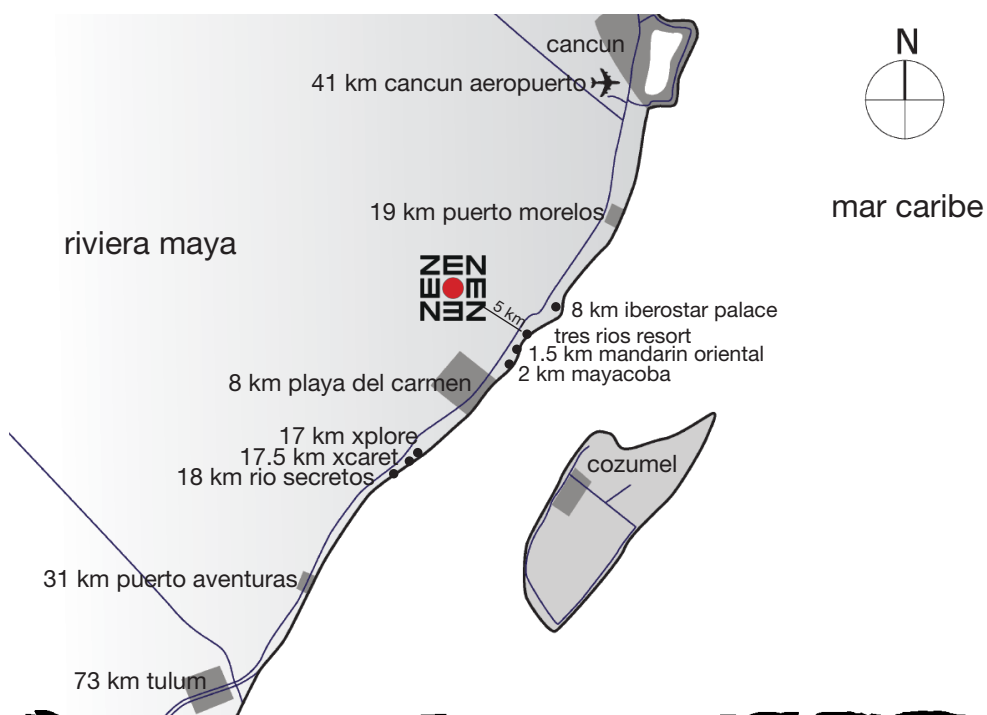 cancun
N
41 km cancun aeropuerto
mar caribe
19 km puerto morelos
riviera maya
ZEN
ZEN
5 km
8 km iberostar palace
tres rios resort
1.5 km mandarin oriental
2 km mayacoba
8 km playa del carmen
17 km xplore
17.5 km xcaret
18 km rio secretos
cozumel
31 km puerto aventuras
73 km tulum